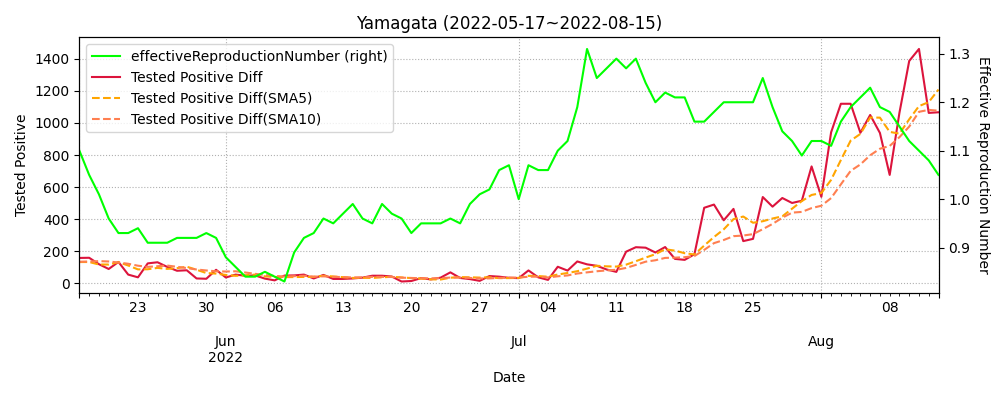 Yamagata (2022-05-17~2022-08-15)
effectiveReproductionNumber (right)
Tested Positive Diff
Tested Positive Diff(SMA5)
Tested Positive Diff(SMA10)
Tested Positive
1400
1200
1000
800
600
400
200
0
1.3
1.2
1.1
1.0
0.9
Effective Reproduction Number
23 30 06 13 20 27 04 11 18 25 08
Jun Jul Aug
2022
Date